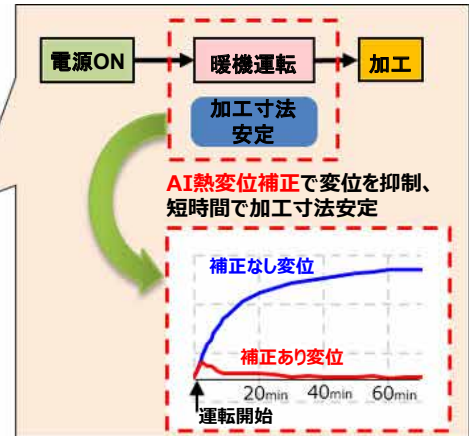 電源ON
暖機運転
加工
加工寸法
安定
AI熱変位補正で変位を抑制、
短時間で加工寸法安定
補正なし変位
補正あり変位
20min 40min 60min
運転開始